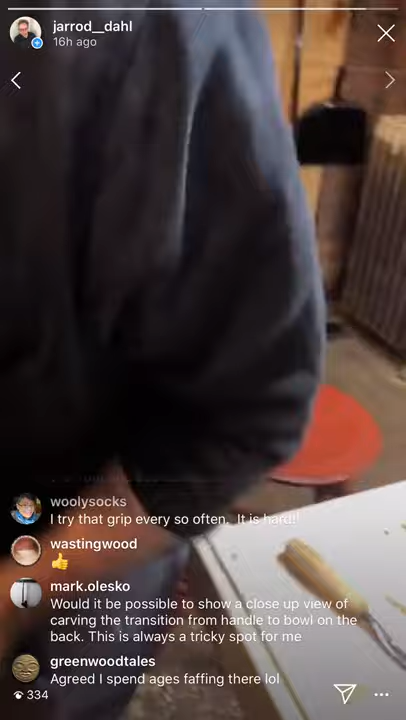 jarrod__dahl
16h ago
woolysocks
I try that grip every so often. It is hard!!
wastingwood
👍
mark.olesko
Would it be possible to show a close up view of
carving the transition from handle to bowl on the
back. This is always a tricky spot for me
greenwoodtales
Agreed I spend ages faffing there lol
334